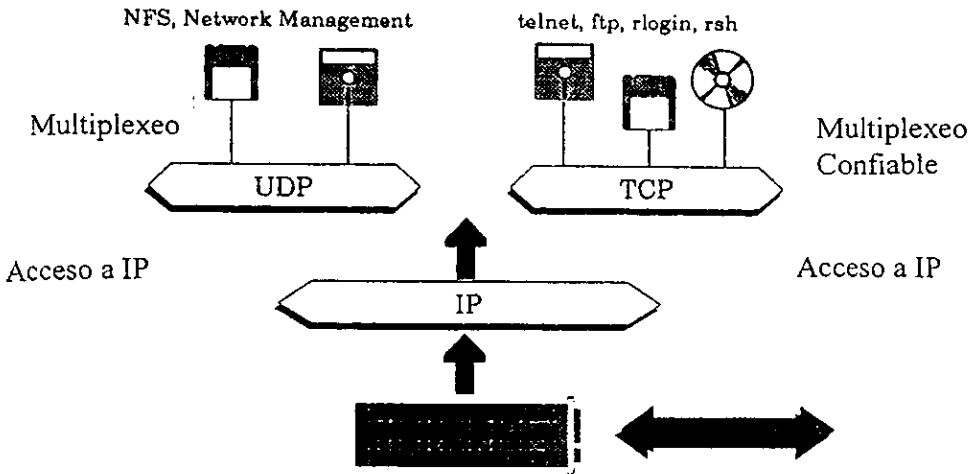 NFS, Network Management
telnet, ftp, rlogin, rsh
Multiplexeo
Multiplexeo
Confiable
UDP
TCP
Acceso a IP
Acceso a IP
IP